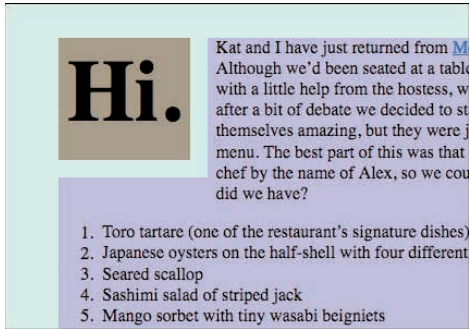 Hi.
Kat and I have just returned from
Although we'd been seated at a table
with a little help from the hostess,
after a bit of debate we decided to
themselves amazing, but they were
menu. The best part of this was that
chef by the name of Alex, so we
did we have?
1. Toro tartare (one of the restaurant's signature dishes)
2. Japanese oysters on the half-shell with four different
3. Seared scallop
4. Sashimi salad of striped jack
5. Mango sorbet with tiny wasabi beigniets